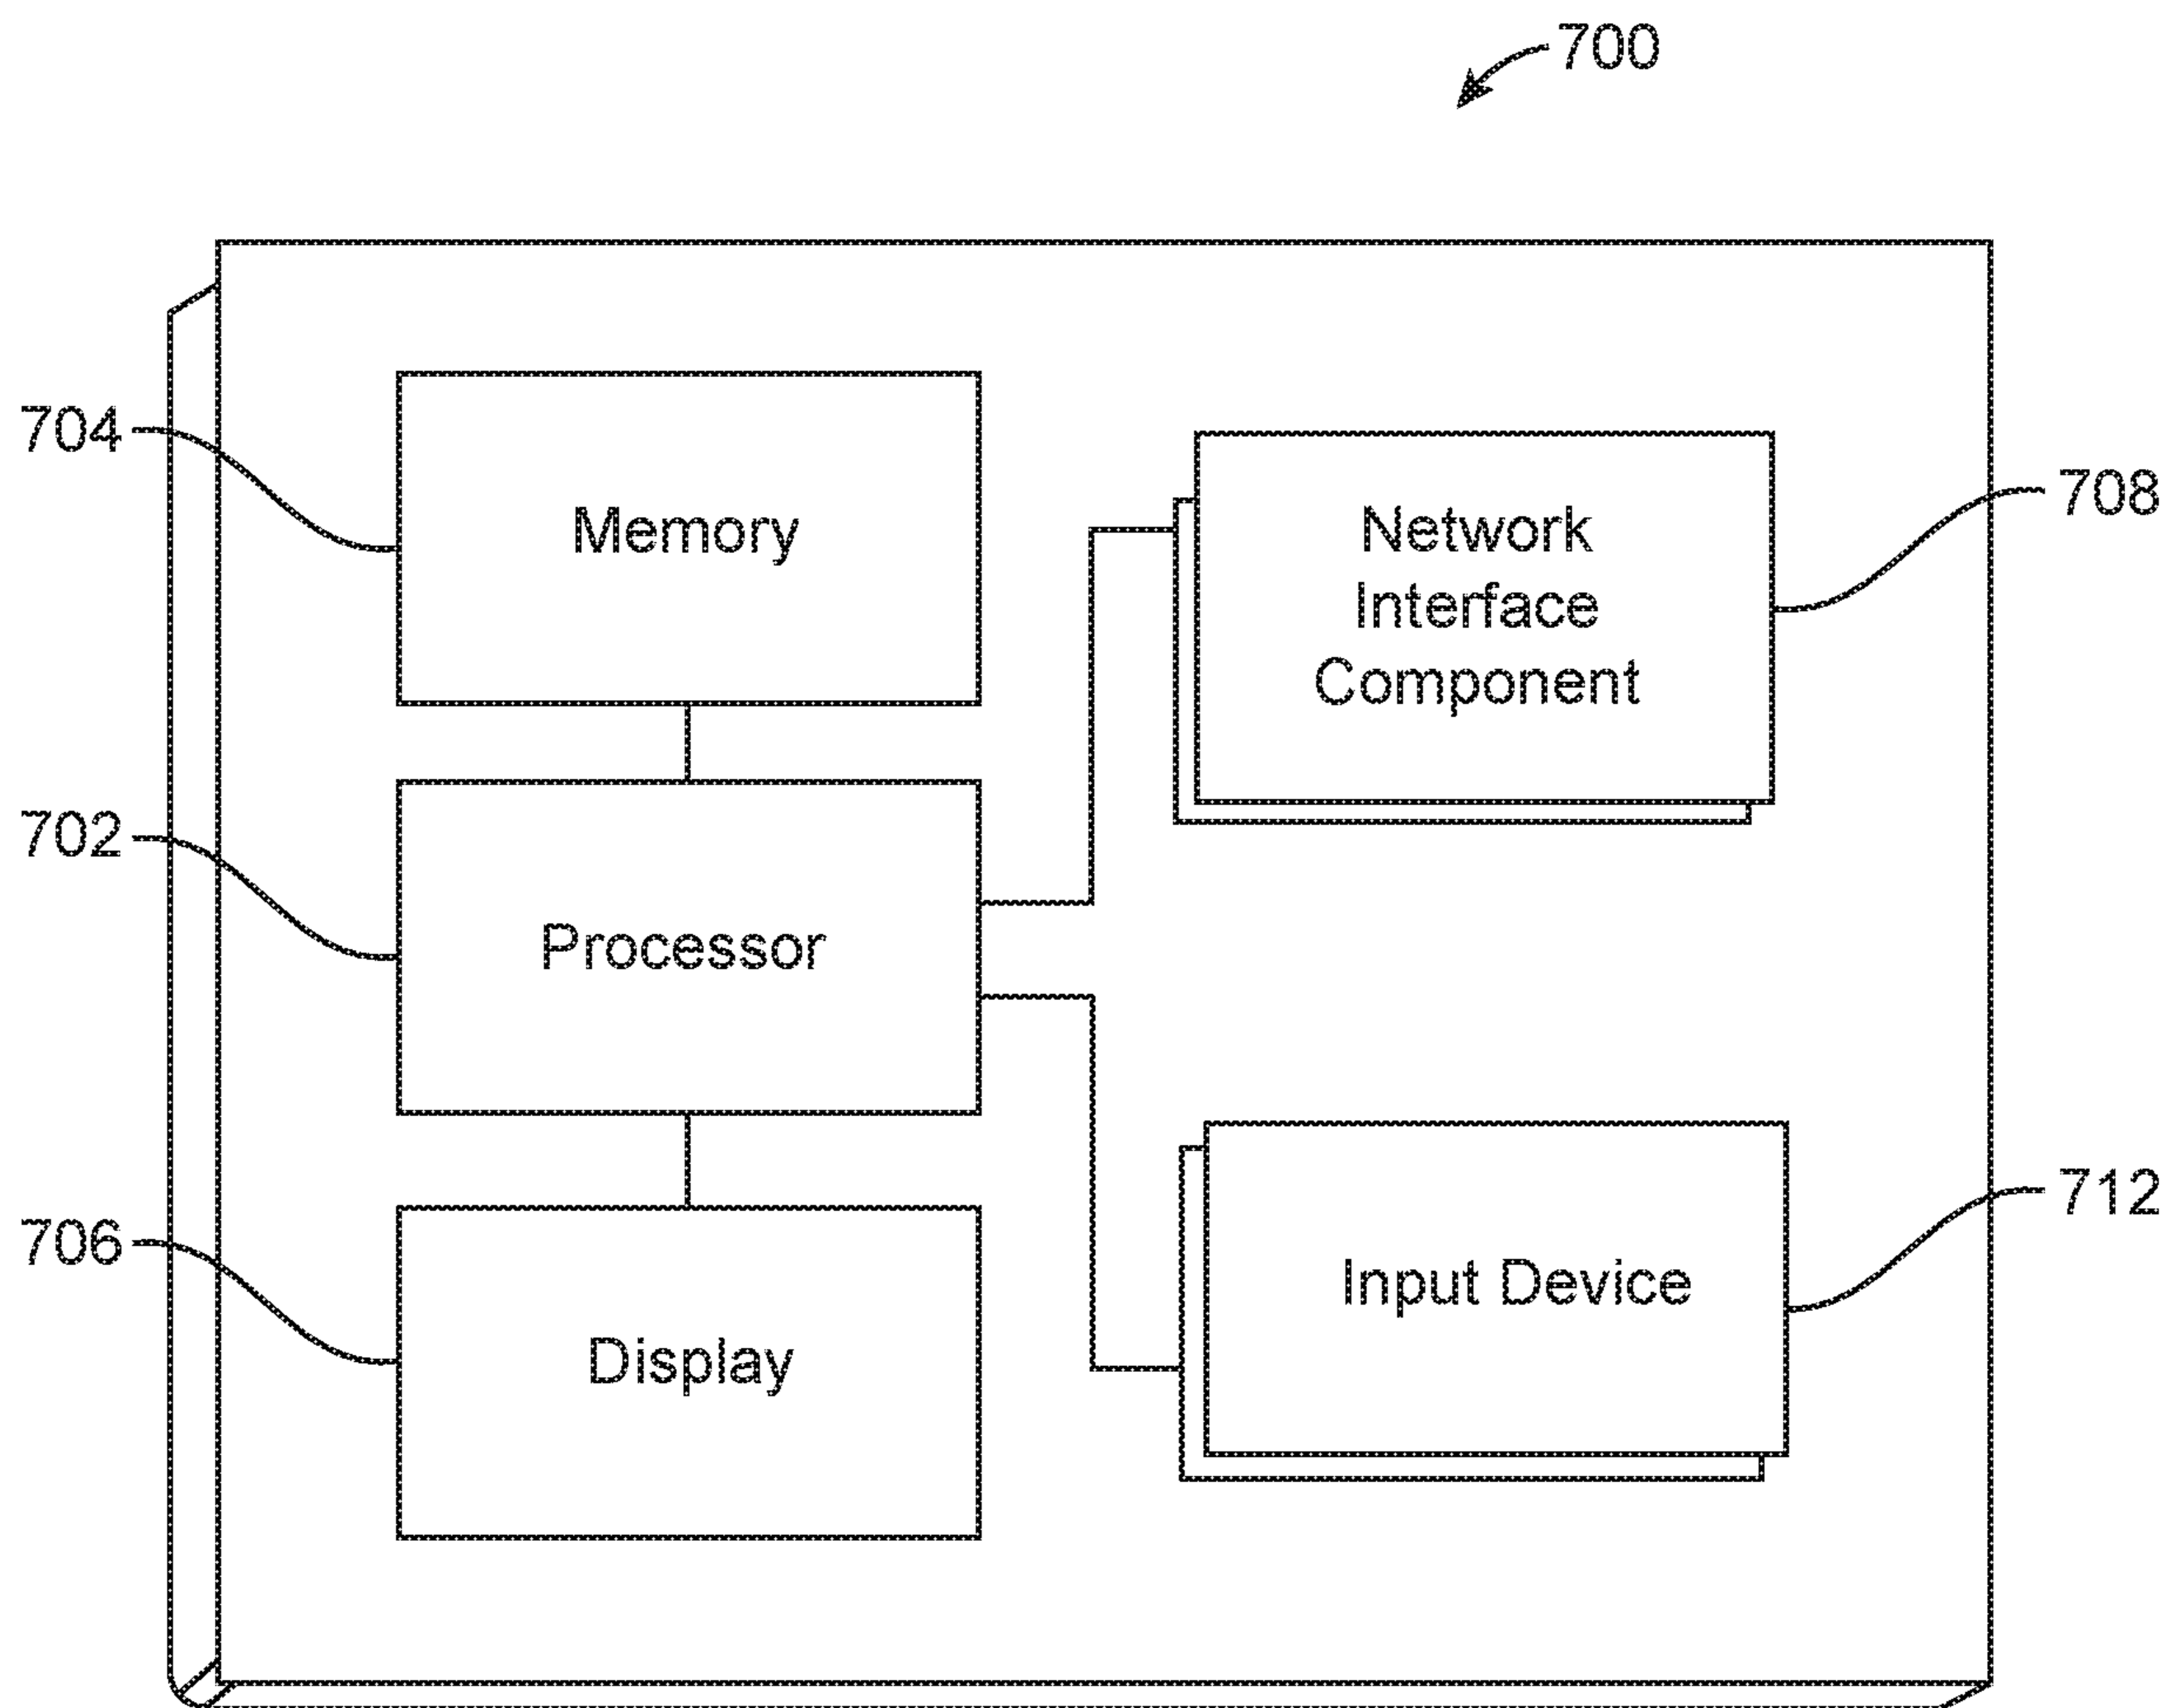 700
704
Memory
Network
Interface
Component
708
702
Processor
706
Display
Input Device
712